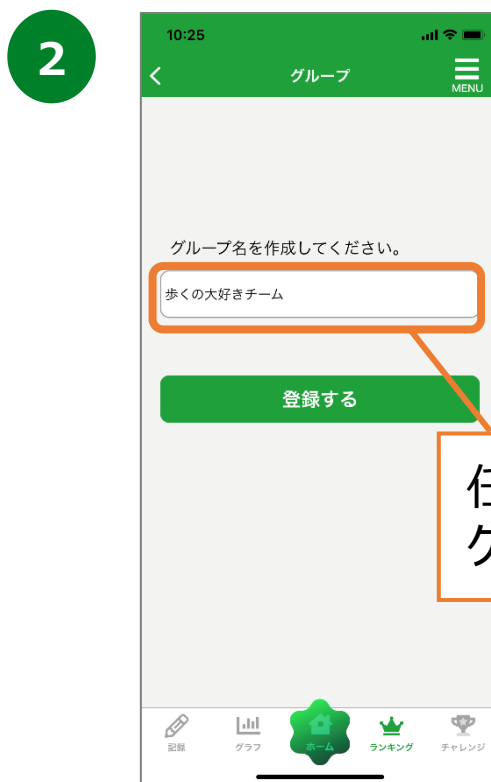 2
10:25
グループ
MENU
グループ名を作成してください。
歩くの大好きチーム
登録する
記録
グラフ
ホーム
ランキング
チャレンジ